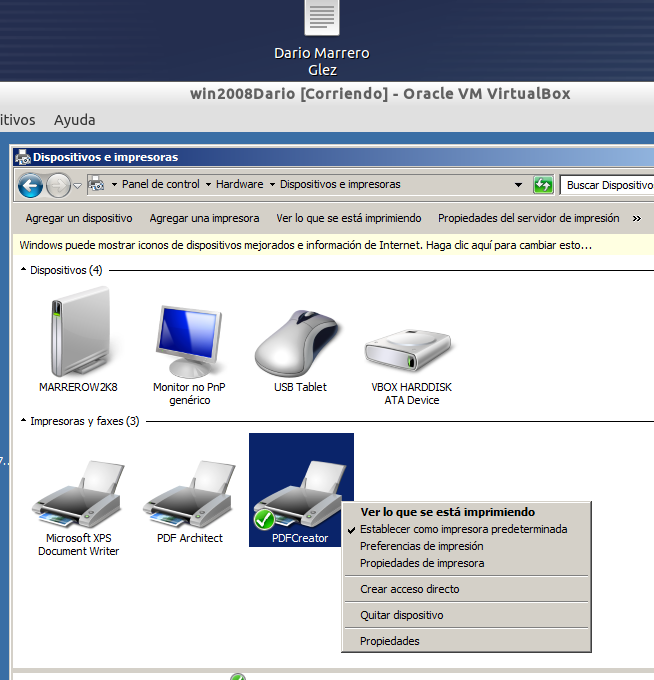 Dario Marrero
Glez
win2008Dario [Corriendo] - Oracle VM VirtualBox
itivos Ayuda
Dispositivos e impresoras
Panel de control Hardware Dispositivos e impresoras Buscar Dispositivo
Agregar un dispositivo Agregar una impresora Ver lo que se está imprimiendo Propiedades del servidor de impresión »
Windows puede mostrar iconos de dispositivos mejorados e información de Internet. Haga clic aquí para cambiar esto...
Dispositivos (4)
MARREROW2K8
Monitor no PnP
genérico
USB Tablet
VBOX HARDDISK
ATA Device
Impresoras y faxes (3)
7...
Microsoft XPS
Document Writer
PDF Architect
PDFCreator
Ver lo que se está imprimiendo
Establecer como impresora predeterminada
Preferencias de impresión
Propiedades de impresora
Crear acceso directo
Quitar dispositivo
Propiedades